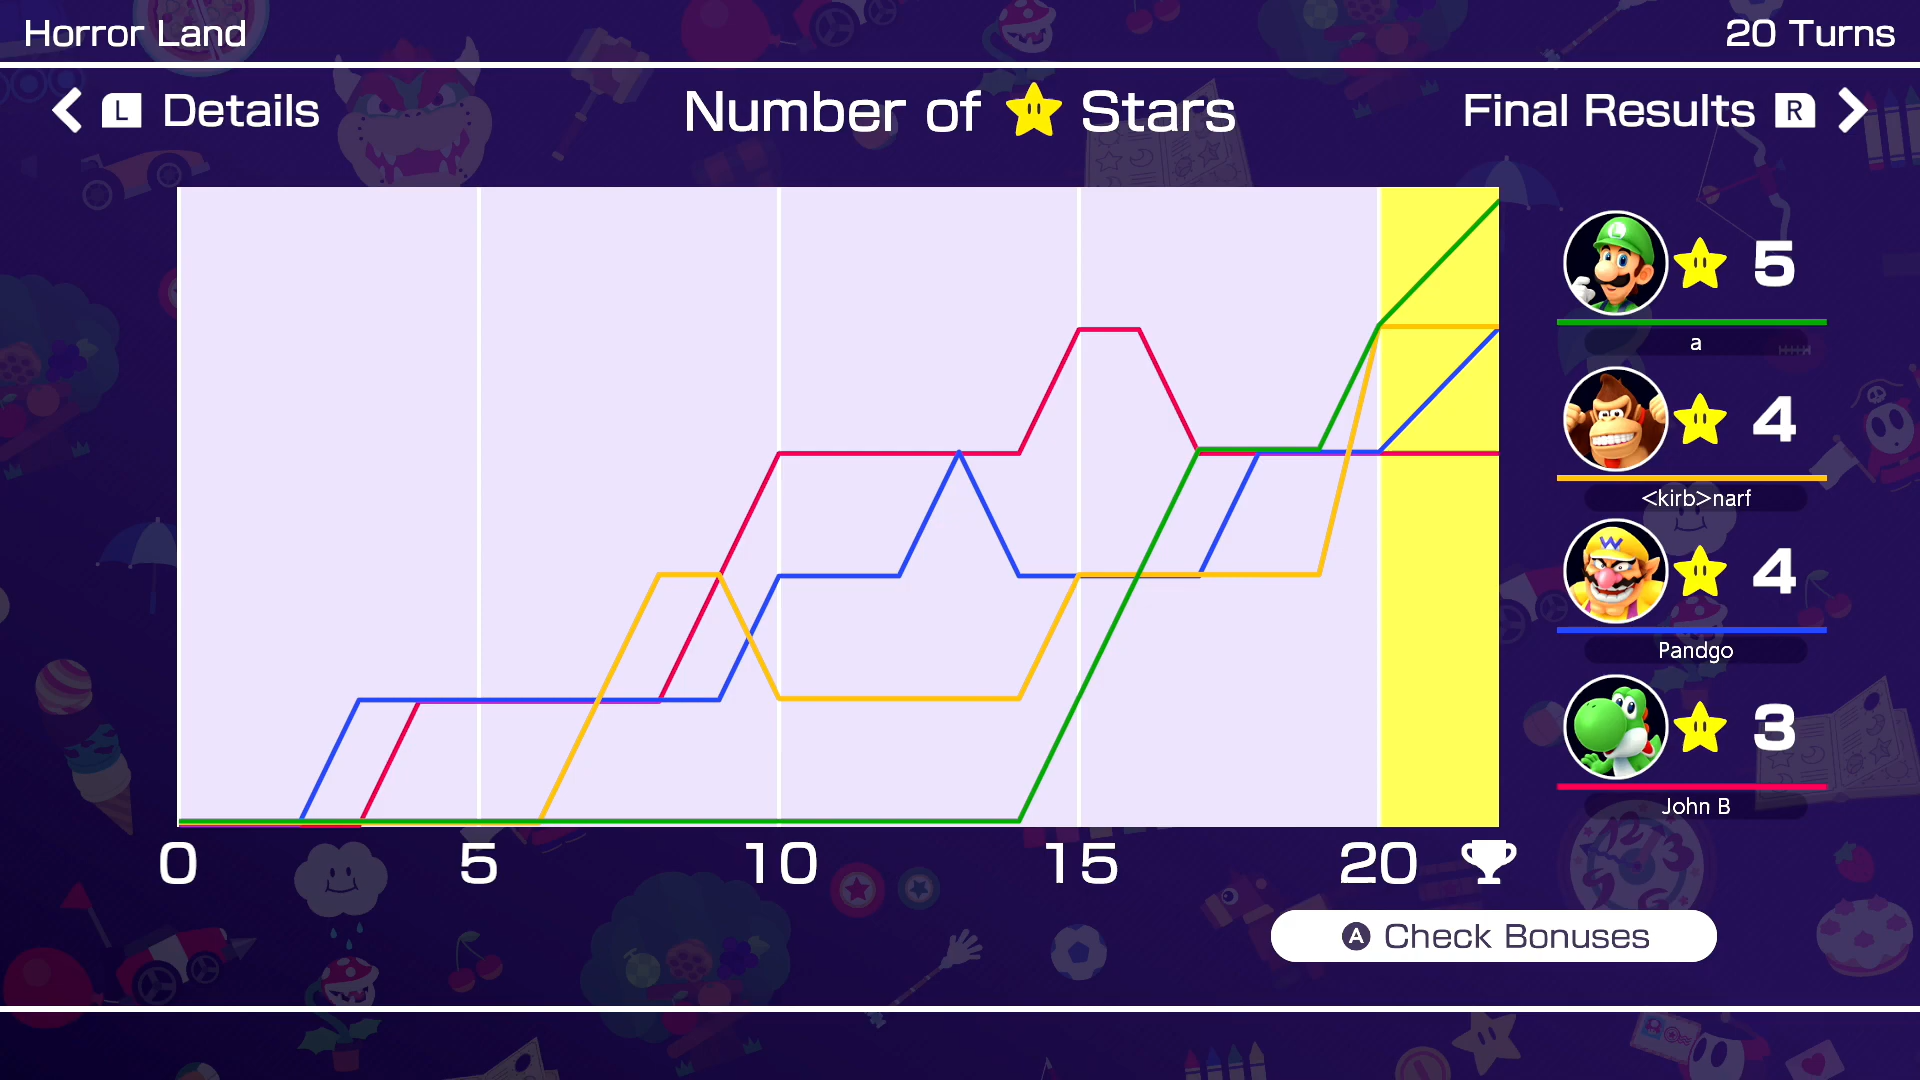 Horror Land
20 Turns
L Details
Number of Stars
Final Results R
5
a
4
<kirb>narf
4
Pandgo
3
John B
0 5 10 15 20
A Check Bonuses